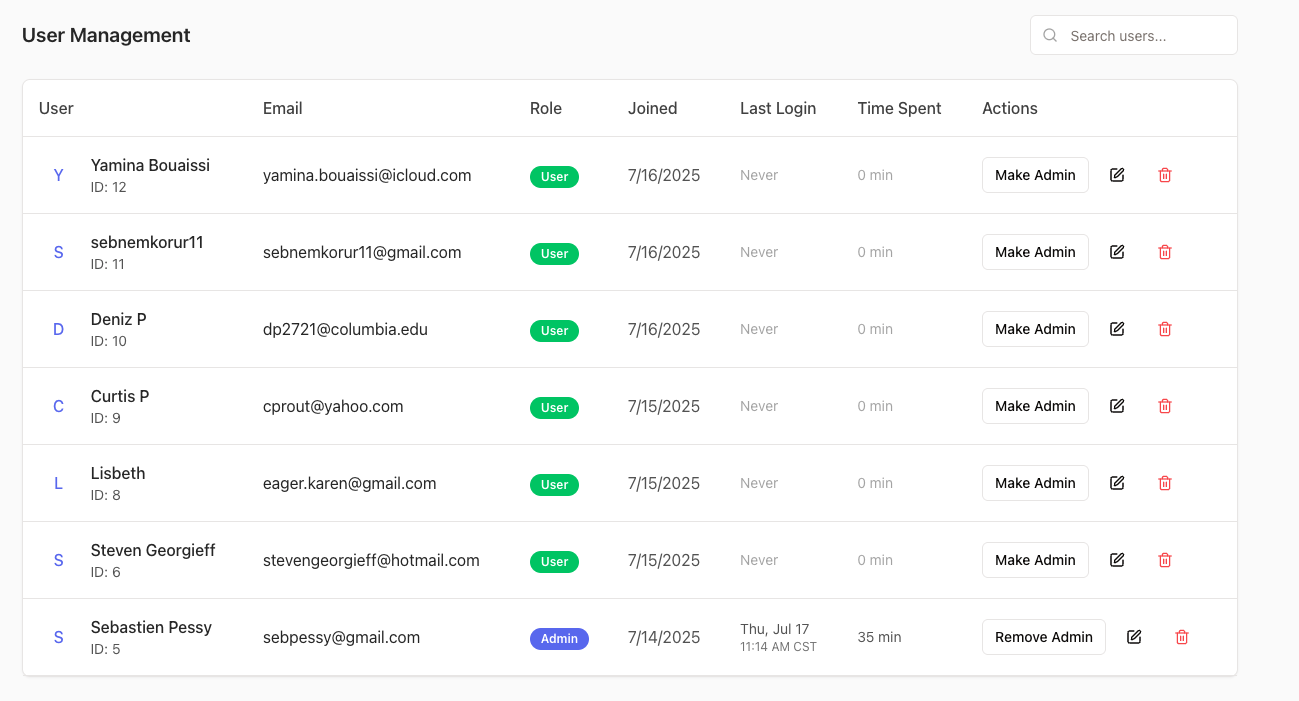 User Management
Search users...
User Email Role Joined Last Login Time Spent Actions
Y Yamina Bouaissi yamina.bouaissi@icloud.com User 7/16/2025 Never 0 min Make Admin
ID: 12
S sebnemkorur11 sebnemkorur11@gmail.com User 7/16/2025 Never 0 min Make Admin
ID: 11
D Deniz P dp2721@columbia.edu User 7/16/2025 Never 0 min Make Admin
ID: 10
C Curtis P cprout@yahoo.com User 7/15/2025 Never 0 min Make Admin
ID: 9
L Lisbeth eager.karen@gmail.com User 7/15/2025 Never 0 min Make Admin
ID: 8
S Steven Georgieff stevengeorgieff@hotmail.com User 7/15/2025 Never 0 min Make Admin
ID: 6
S Sebastien Pessy sebpessy@gmail.com Admin 7/14/2025 Thu, Jul 17 35 min Remove Admin
ID: 5 11:14 AM CST